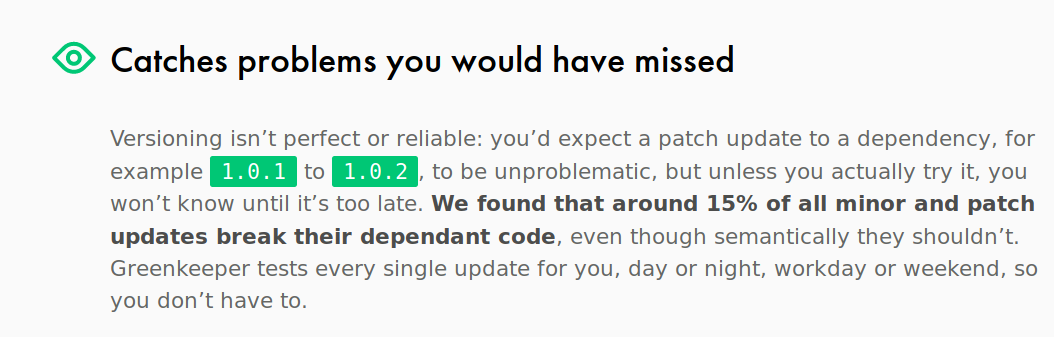 Catches problems you would have missed
Versioning isn’t perfect or reliable: you’d expect a patch update to a dependency, for
example 1.0.1 to 1.0.2, to be unproblematic, but unless you actually try it, you
won’t know until it’s too late. We found that around 15% of all minor and patch
updates break their dependant code, even though semantically they shouldn’t.
Greenkeeper tests every single update for you, day or night, workday or weekend, so
you don’t have to.